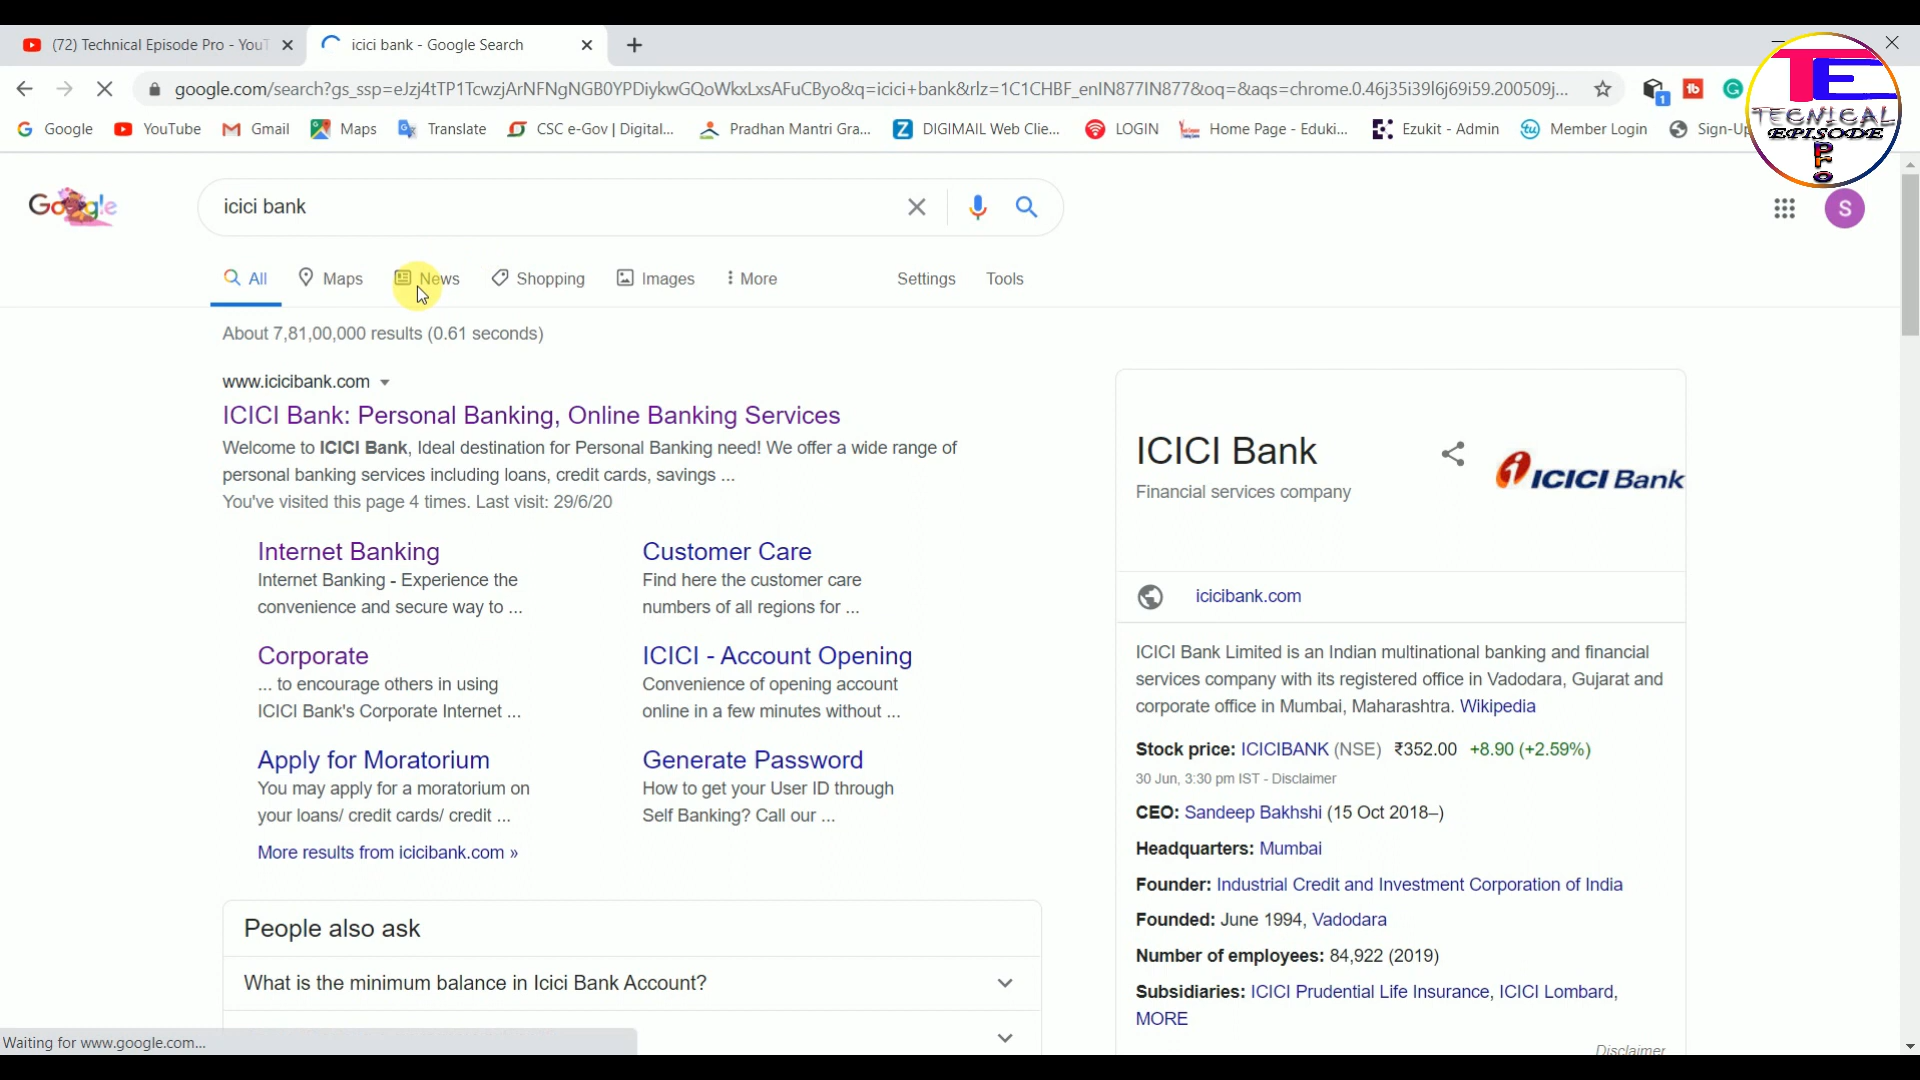 (72) Technical Episode Pro - YouT
icici bank - Google Search
google.com/search?gs_ssp=eJzj4tTP1TcwzjArNFNgNGB0YPDiykwGQoWkxLxsAFuCByo&q=icici+bank&rlz=1C1CHBF_enIN877IN877&oq=&aqs=chrome.0.46j35i39l6j69i59.200509j...
1
Google YouTube Gmail Maps Translate CSC e-Gov | Digital... Pradhan Mantri Gra... DIGIMAIL Web Clie... LOGIN Home Page - Eduki... Ezukit - Admin Member Login Sign-Up
TE
TECNICAL
EPISODE
Pro
Google
icici bank
S
All Maps News Shopping Images More Settings Tools
About 7,81,00,000 results (0.61 seconds)
www.icicibank.com
ICICI Bank: Personal Banking, Online Banking Services
Welcome to ICICI Bank, Ideal destination for Personal Banking need! We offer a wide range of
personal banking services including loans, credit cards, savings ...
You've visited this page 4 times. Last visit: 29/6/20
Internet Banking
Internet Banking - Experience the
convenience and secure way to ...
Customer Care
Find here the customer care
numbers of all regions for ...
Corporate
... to encourage others in using
ICICI Bank's Corporate Internet ...
ICICI - Account Opening
Convenience of opening account
online in a few minutes without ...
Apply for Moratorium
You may apply for a moratorium on
your loans/ credit cards/ credit ...
Generate Password
How to get your User ID through
Self Banking? Call our ...
More results from icicibank.com »
People also ask
What is the minimum balance in Icici Bank Account?
Waiting for www.google.com...
ICICI Bank
Financial services company
ICICI Bank
icicibank.com
ICICI Bank Limited is an Indian multinational banking and financial
services company with its registered office in Vadodara, Gujarat and
corporate office in Mumbai, Maharashtra. Wikipedia
Stock price: ICICIBANK (NSE) ₹352.00 +8.90 (+2.59%)
30 Jun, 3:30 pm IST - Disclaimer
CEO: Sandeep Bakhshi (15 Oct 2018–)
Headquarters: Mumbai
Founder: Industrial Credit and Investment Corporation of India
Founded: June 1994, Vadodara
Number of employees: 84,922 (2019)
Subsidiaries: ICICI Prudential Life Insurance, ICICI Lombard,
MORE
Disclaimer